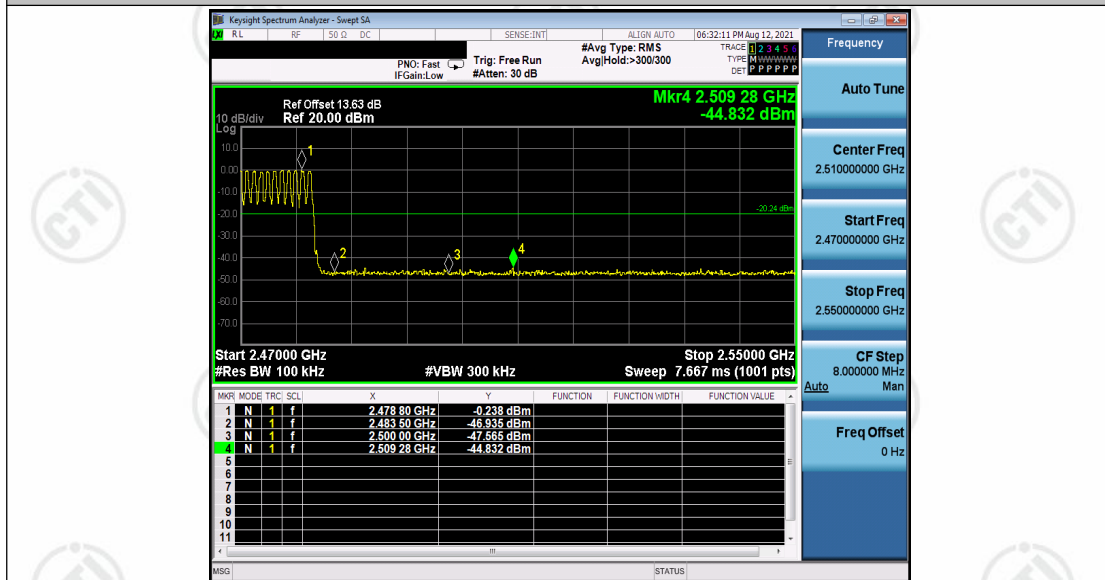 Keysight Spectrum Analyzer - Swept SA
LXI RL RF 50 Ω DC SENSE:INT ALIGN AUTO 06:32:11 PM Aug 12, 2021
PNO: Fast
IFGain:Low
Trig: Free Run
#Atten: 30 dB
#Avg Type: RMS
Avg|Hold:>300/300
TRACE 1 2 3 4 5 6
TYPE MWWWWW
DET P P P P P P
Frequency
Auto Tune
Center Freq
2.510000000 GHz
Start Freq
2.470000000 GHz
Stop Freq
2.550000000 GHz
CF Step
8.000000 MHz
Auto Man
Freq Offset
0 Hz
Mkr4 2.509 28 GHz
-44.832 dBm
Ref Offset 13.63 dB
10 dB/div Ref 20.00 dBm
Log
10.0
0.00
-10.0
-20.0
-30.0
-40.0
-50.0
-60.0
-70.0
1
2
3
4
-20.24 dBm
Start 2.47000 GHz Stop 2.55000 GHz
#Res BW 100 kHz #VBW 300 kHz Sweep 7.667 ms (1001 pts)
MKR MODE TRC SCL X Y FUNCTION FUNCTION WIDTH FUNCTION VALUE
1 N 1 f 2.478 80 GHz -0.238 dBm
2 N 1 f 2.483 50 GHz -46.935 dBm
3 N 1 f 2.500 00 GHz -47.565 dBm
4 N 1 f 2.509 28 GHz -44.832 dBm
5
6
7
8
9
10
11
MSG STATUS
CTI
CTI